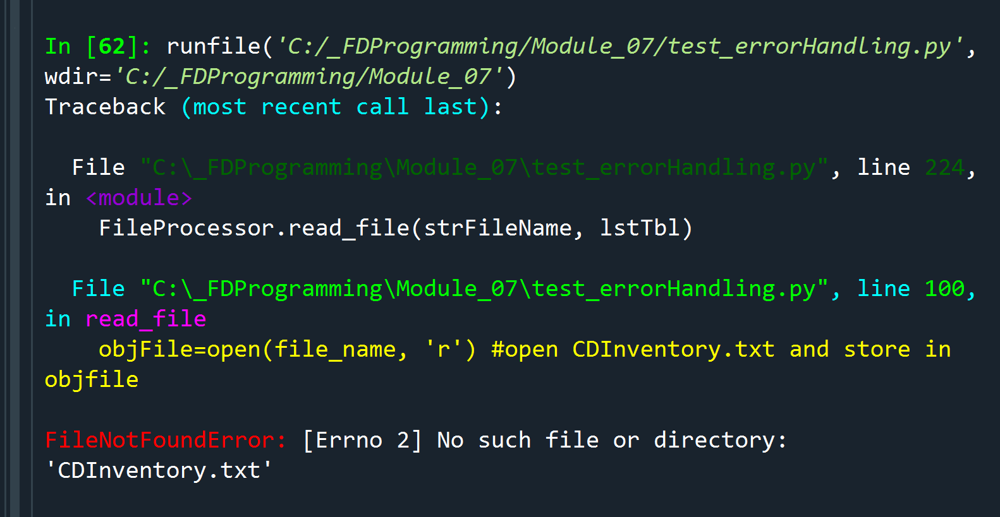 In [62]: runfile('C:/_FDProgramming/Module_07/test_errorHandling.py',
wdir='C:/_FDProgramming/Module_07')
Traceback (most recent call last):
File "C:\_FDProgramming\Module_07\test_errorHandling.py", line 224,
in <module>
FileProcessor.read_file(strFileName, lstTbl)
File "C:\_FDProgramming\Module_07\test_errorHandling.py", line 100,
in read_file
objFile=open(file_name, 'r') #open CDInventory.txt and store in
objfile
FileNotFoundError: [Errno 2] No such file or directory:
'CDInventory.txt'